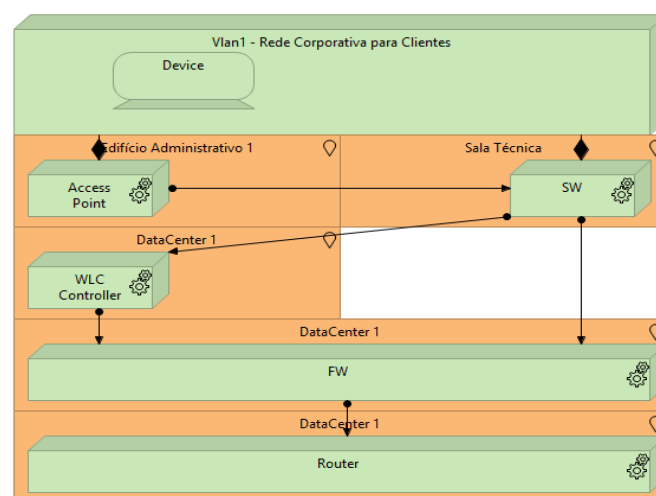 Vlan1 - Rede Corporativa para Clientes
Device
Edifício Administrativo 1
Sala Técnica
Access
Point
SW
DataCenter 1
WLC
Controller
DataCenter 1
FW
DataCenter 1
Router